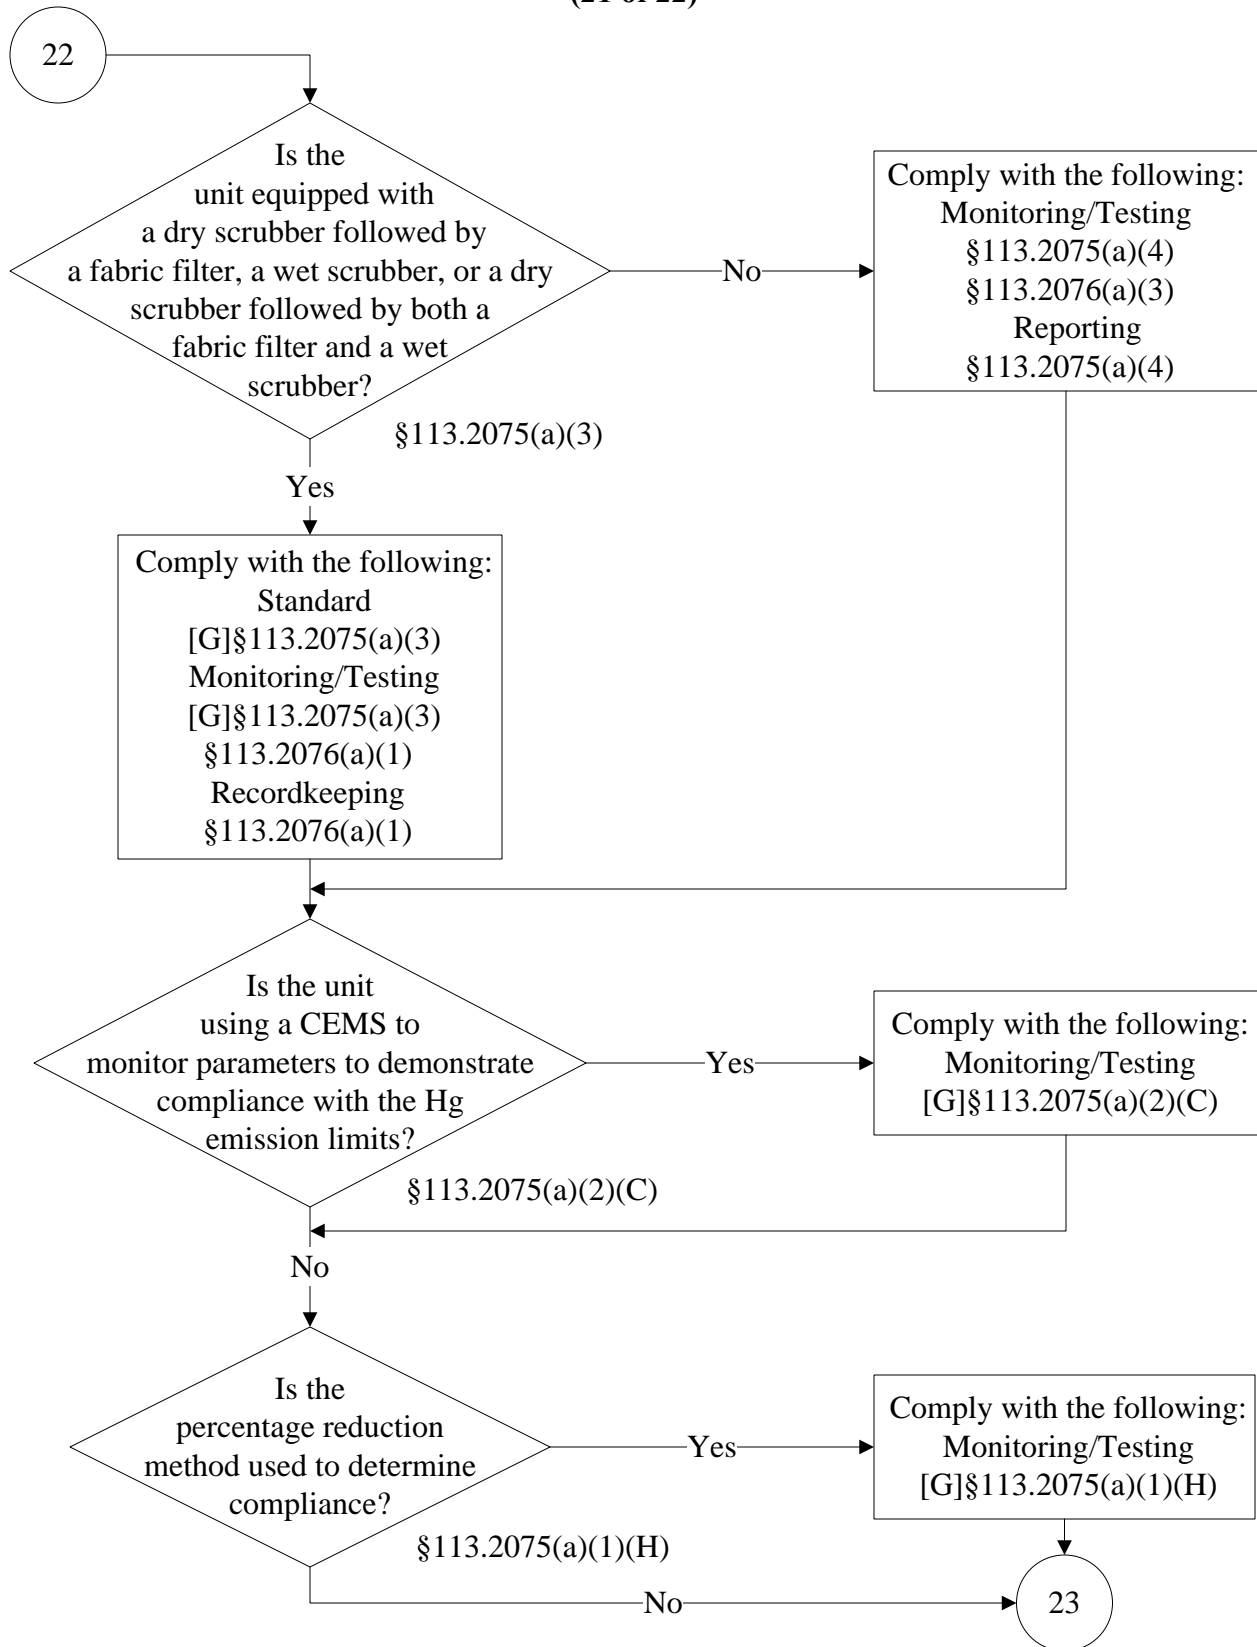 (21 of 22)
22
Is the
unit equipped with
a dry scrubber followed by
a fabric filter, a wet scrubber, or a dry
scrubber followed by both a
fabric filter and a wet
scrubber?
§113.2075(a)(3)
No
Comply with the following:
Monitoring/Testing
§113.2075(a)(4)
§113.2076(a)(3)
Reporting
§113.2075(a)(4)
Yes
Comply with the following:
Standard
[G]§113.2075(a)(3)
Monitoring/Testing
[G]§113.2075(a)(3)
§113.2076(a)(1)
Recordkeeping
§113.2076(a)(1)
Is the unit
using a CEMS to
monitor parameters to demonstrate
compliance with the Hg
emission limits?
§113.2075(a)(2)(C)
Yes
Comply with the following:
Monitoring/Testing
[G]§113.2075(a)(2)(C)
No
Is the
percentage reduction
method used to determine
compliance?
§113.2075(a)(1)(H)
Yes
Comply with the following:
Monitoring/Testing
[G]§113.2075(a)(1)(H)
No
23